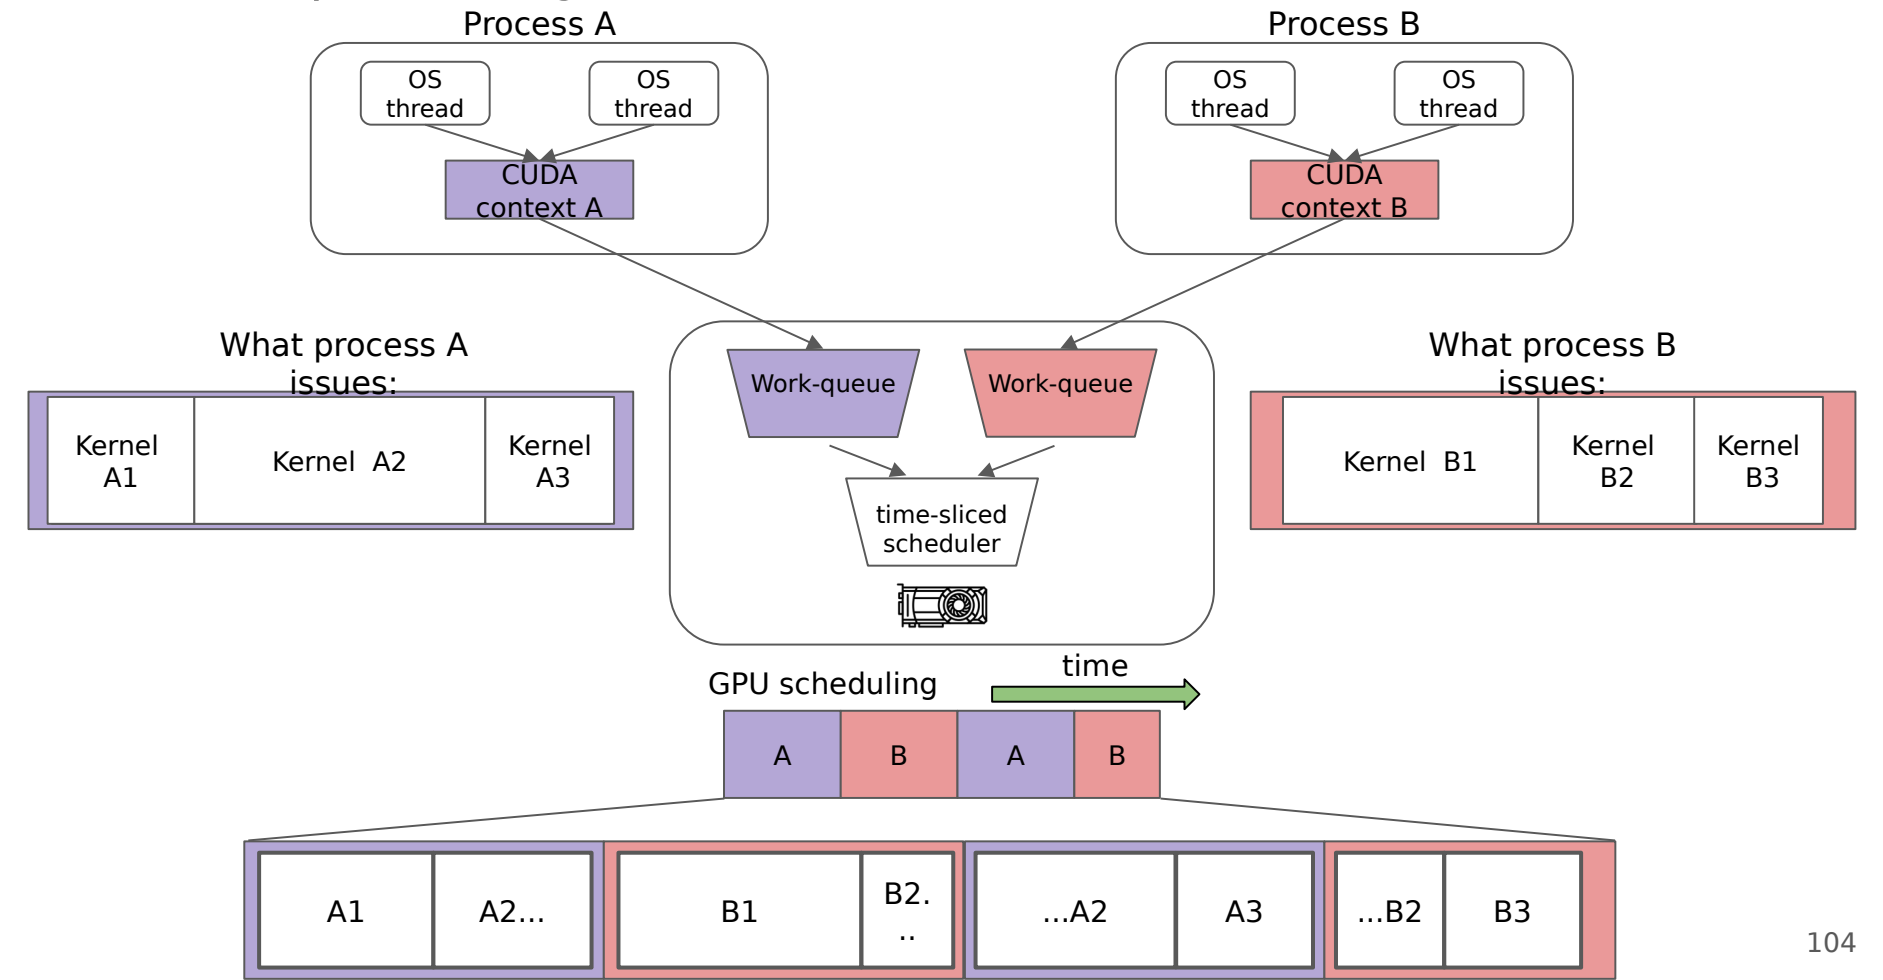 Process A
Process B
OS
thread
OS
thread
OS
thread
OS
thread
CUDA
context A
CUDA
context B
What process A
issues:
Kernel
A1
Kernel  A2
Kernel
A3
Work-queue
Work-queue
time-sliced
scheduler
What process B
issues:
Kernel  B1
Kernel
B2
Kernel
B3
GPU scheduling
time
A
B
A
B
A1
A2...
B1
B2.
..
...A2
A3
...B2
B3
104